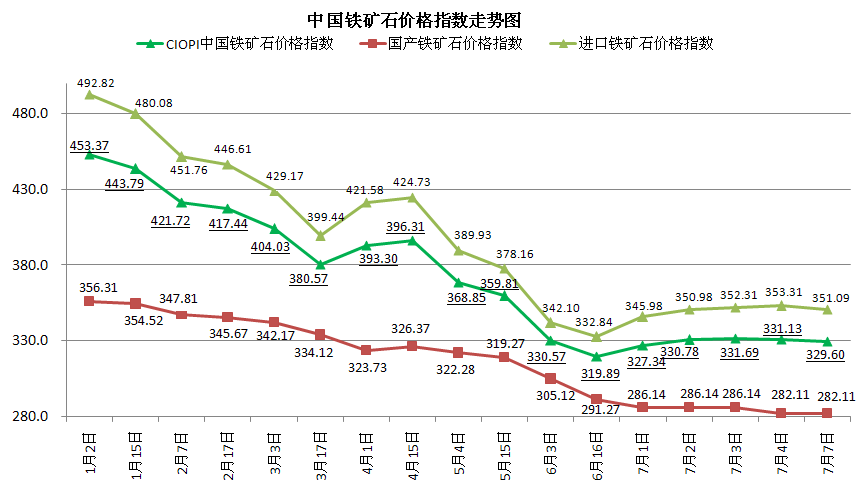 中国铁矿石价格指数走势图
CIOPI中国铁矿石价格指数 国产铁矿石价格指数 进口铁矿石价格指数
480.0
430.0
380.0
330.0
280.0
492.82 480.08 451.76 446.61 429.17 399.44 421.58 424.73 389.93 378.16 342.10 332.84 345.98 350.98 352.31 353.31 351.09
453.37 443.79 421.72 417.44 404.03 380.57 393.30 396.31 368.85 359.81 330.57 319.89 327.34 330.78 331.69 331.13 329.60
356.31 354.52 347.81 345.67 342.17 334.12 323.73 326.37 322.28 319.27 305.12 291.27 286.14 286.14 286.14 282.11 282.11
1月2日 1月15日 2月7日 2月17日 3月3日 3月17日 4月1日 4月15日 5月4日 5月15日 6月3日 6月16日 7月1日 7月2日 7月3日 7月4日 7月7日